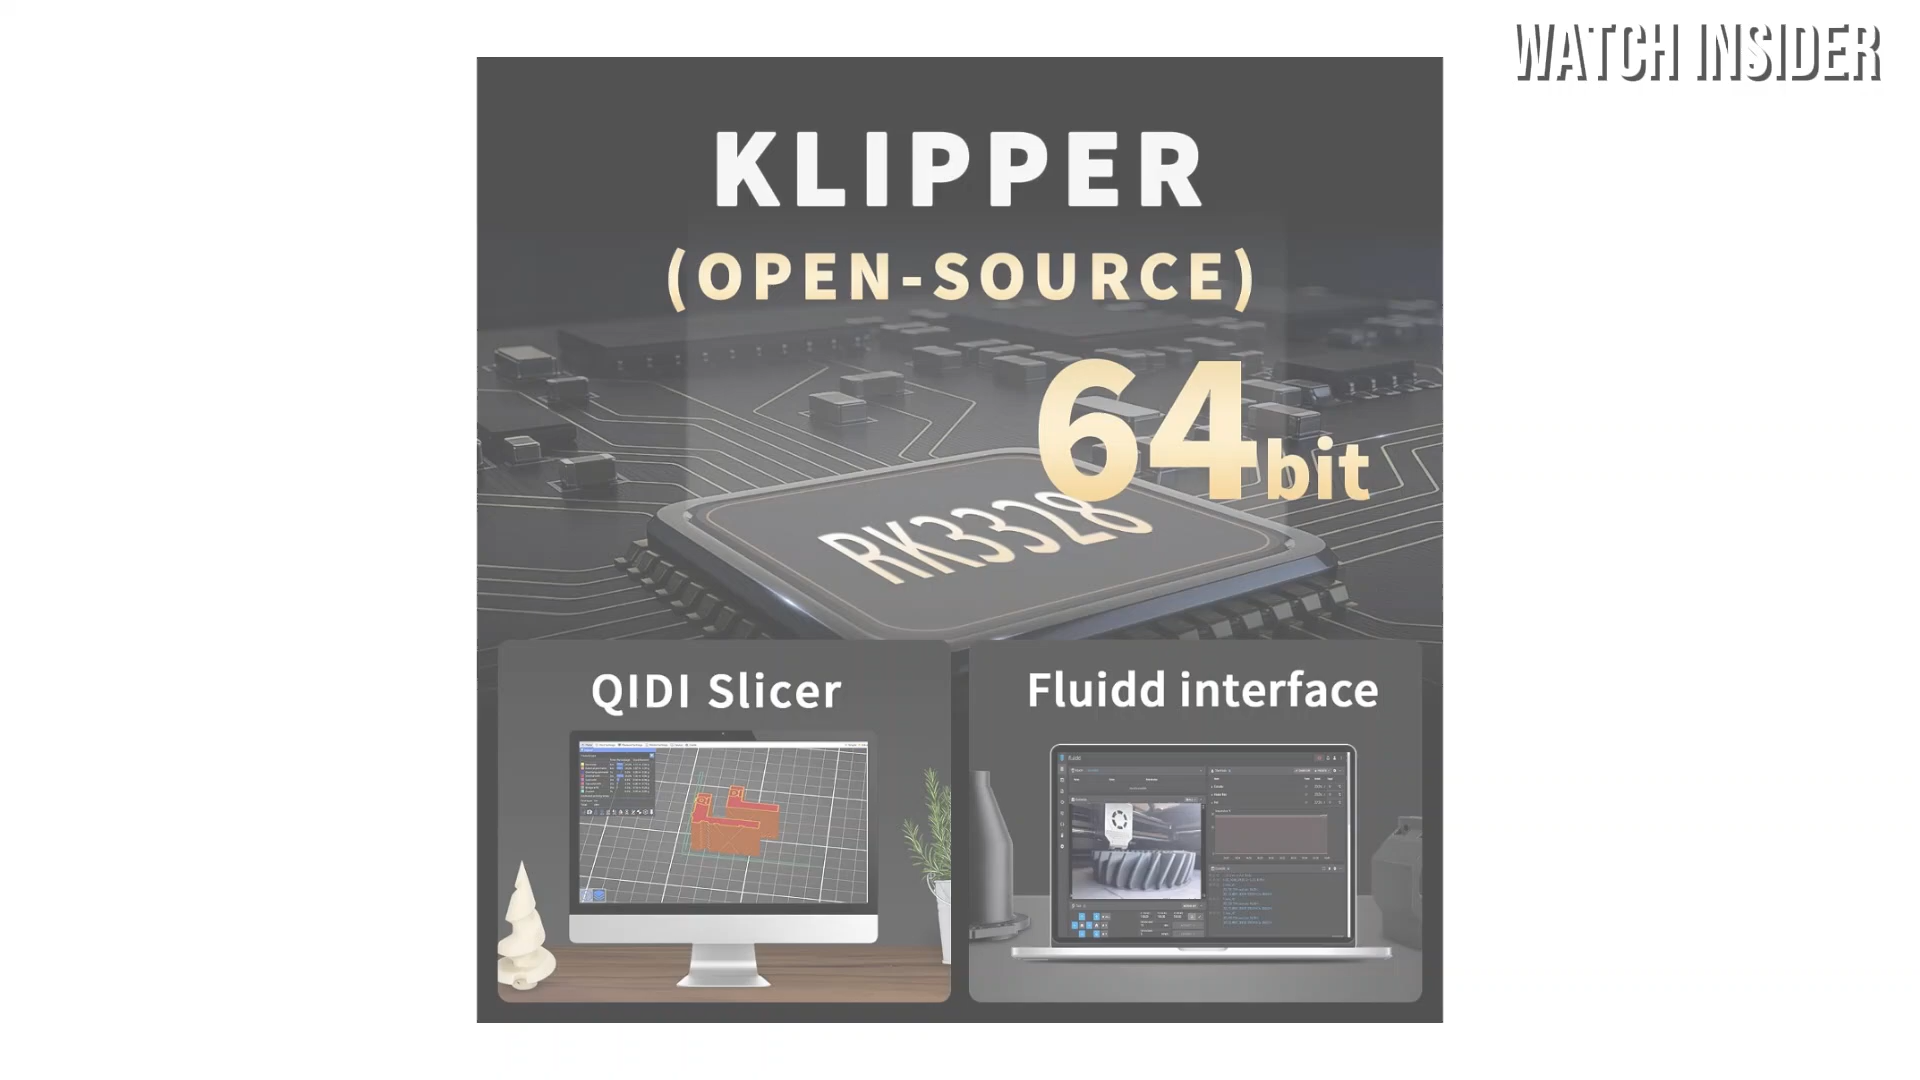 WATCH INSIDER
KLIPPER
(OPEN-SOURCE)
64bit
RK3328
QIDI Slicer
Fluidd interface